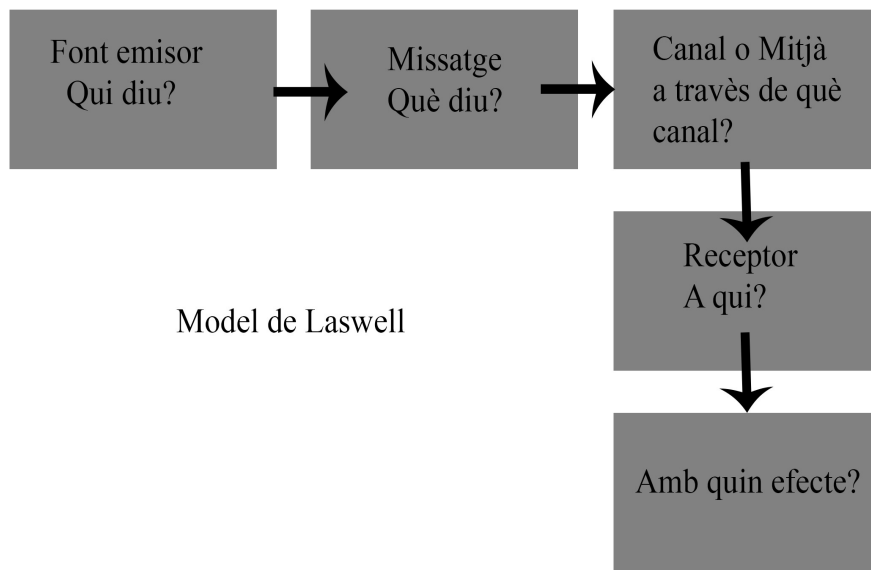 Font emisor
Qui diu?
Missatge
Què diu?
Canal o Mitjà
a travès de què
canal?
Receptor
A qui?
Model de Laswell
Amb quin efecte?